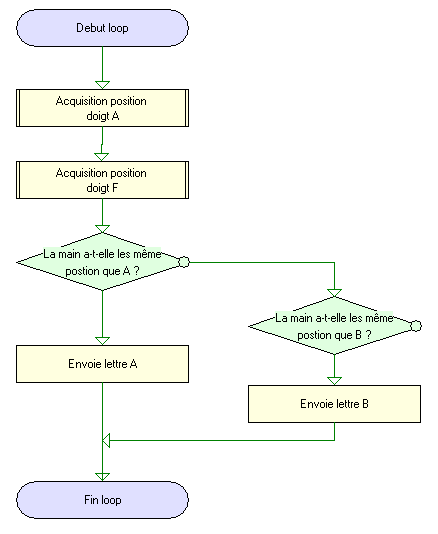 Debut loop
Acquisition position
doigt A
Acquisition position
doigt F
La main a-t-elle les même
postion que A ?
La main a-t-elle les même
postion que B ?
Envoie lettre A
Envoie lettre B
Fin loop